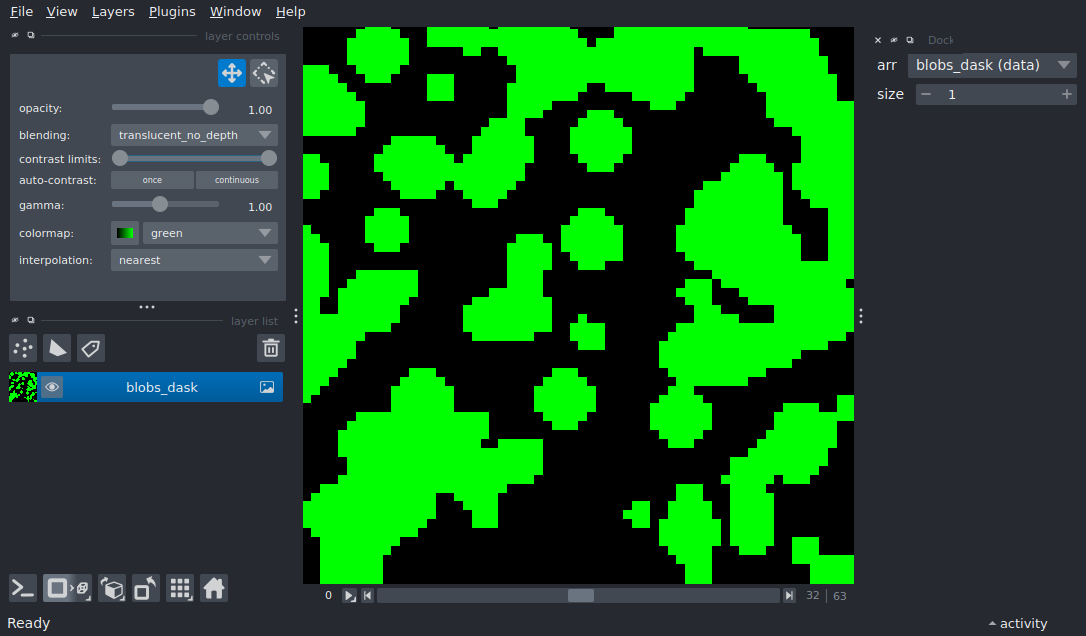 File View Layers Plugins Window Help
layer controls
opacity: 1.00
blending: translucent_no_depth
contrast limits:
auto-contrast: once continuous
gamma: 1.00
colormap: green
interpolation: nearest
layer list
blobs_dask
0 32 63
Ready
Dock
arr blobs_dask (data)
size 1
activity